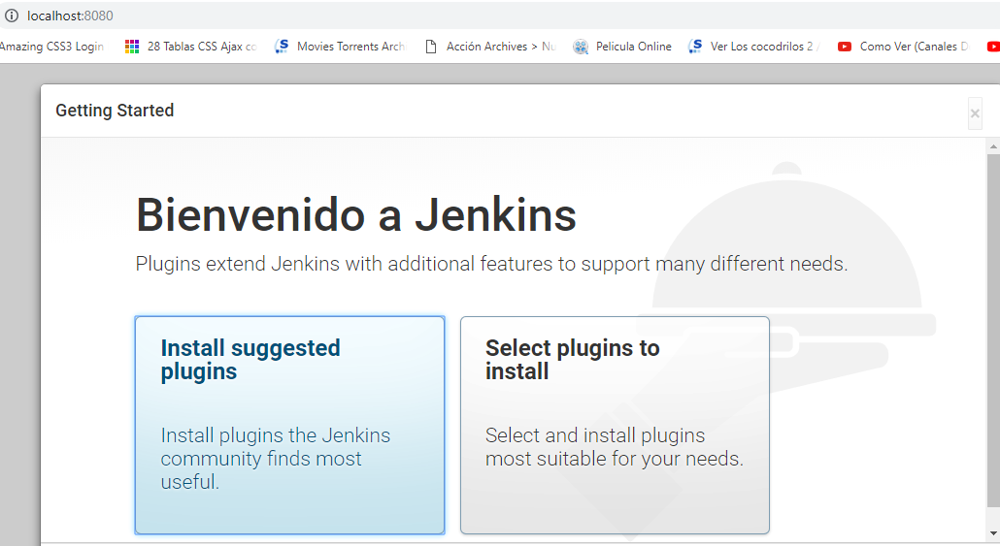 localhost:8080
Amazing CSS3 Login
28 Tablas CSS Ajax co
Movies Torrents Arch
Acción Archives > Nu
Pelicula Online
Ver Los cocodrilos 2
Como Ver (Canales D
Getting Started
×
Bienvenido a Jenkins
Plugins extend Jenkins with additional features to support many different needs.
Install suggested
plugins
Install plugins the Jenkins
community finds most
useful.
Select plugins to
install
Select and install plugins
most suitable for your needs.